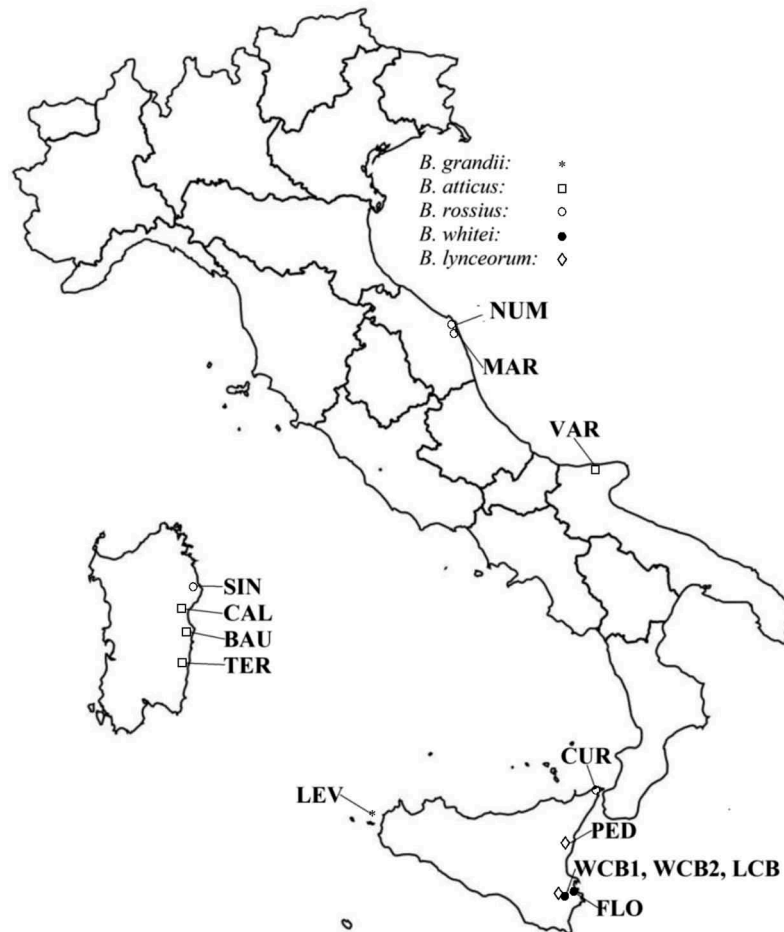 B. grandii: *
B. atticus: □
B. rossius: ○
B. whitei: ●
B. lynceorum: ◇
NUM
MAR
VAR
SIN
CAL
BAU
TER
CUR
LEV
PED
WCB1, WCB2, LCB
FLO